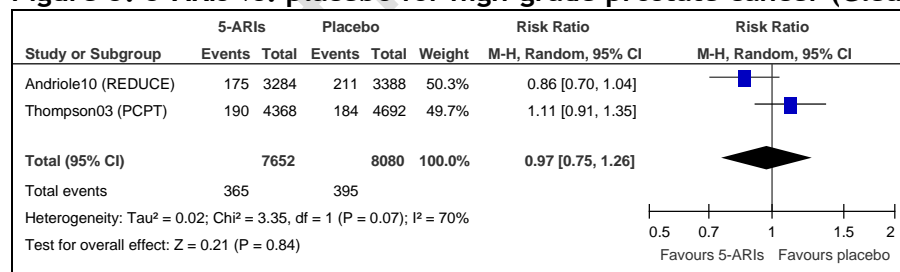 5-ARIs Placebo Risk Ratio Risk Ratio
Study or Subgroup Events Total Events Total Weight M-H, Random, 95% CI M-H, Random, 95% CI
Andriole10 (REDUCE) 175 3284 211 3388 50.3% 0.86 [0.70, 1.04]
Thompson03 (PCPT) 190 4368 184 4692 49.7% 1.11 [0.91, 1.35]
Total (95% CI) 7652 8080 100.0% 0.97 [0.75, 1.26]
Total events 365 395
Heterogeneity: Tau² = 0.02; Chi² = 3.35, df = 1 (P = 0.07); I² = 70%
Test for overall effect: Z = 0.21 (P = 0.84)
0.5 0.7 1 1.5 2
Favours 5-ARIs Favours placebo